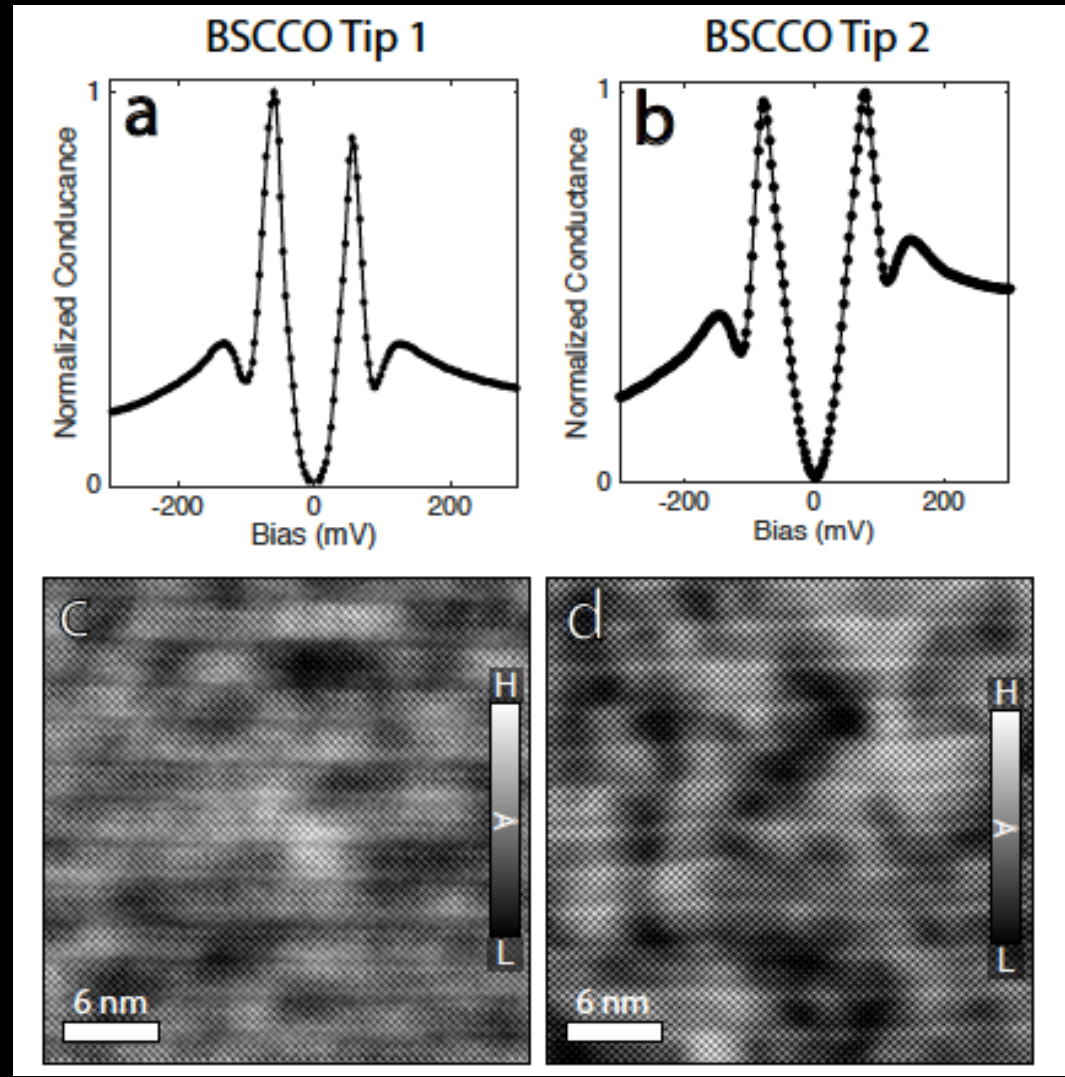 BSCCO Tip 1
BSCCO Tip 2
a
1
0
Normalized Conducance
-200 0 200
Bias (mV)
b
1
0
Normalized Conductance
-200 0 200
Bias (mV)
c
H
A
L
6 nm
d
H
A
L
6 nm